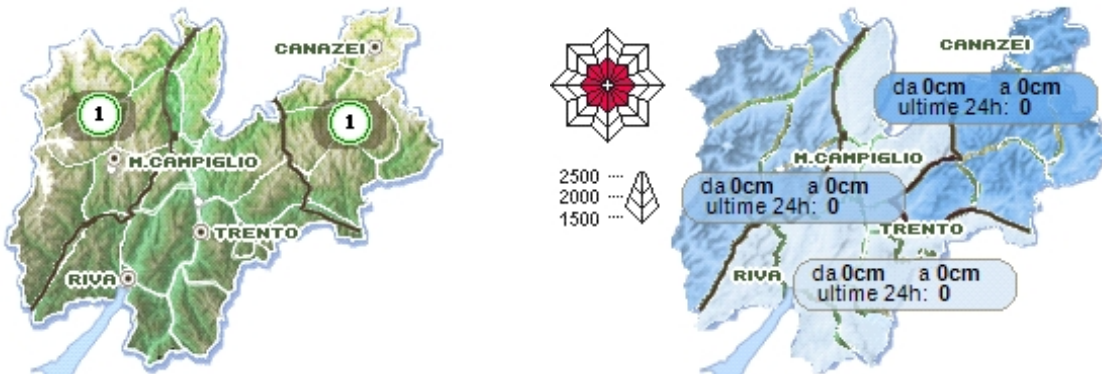 CANAZEI
1
1
M.CAMPIGLIO
TRENTO
RIVA
2500
2000
1500
CANAZEI
da 0cm a 0cm
ultime 24h: 0
M.CAMPIGLIO
da 0cm a 0cm
ultime 24h: 0
TRENTO
RIVA
da 0cm a 0cm
ultime 24h: 0